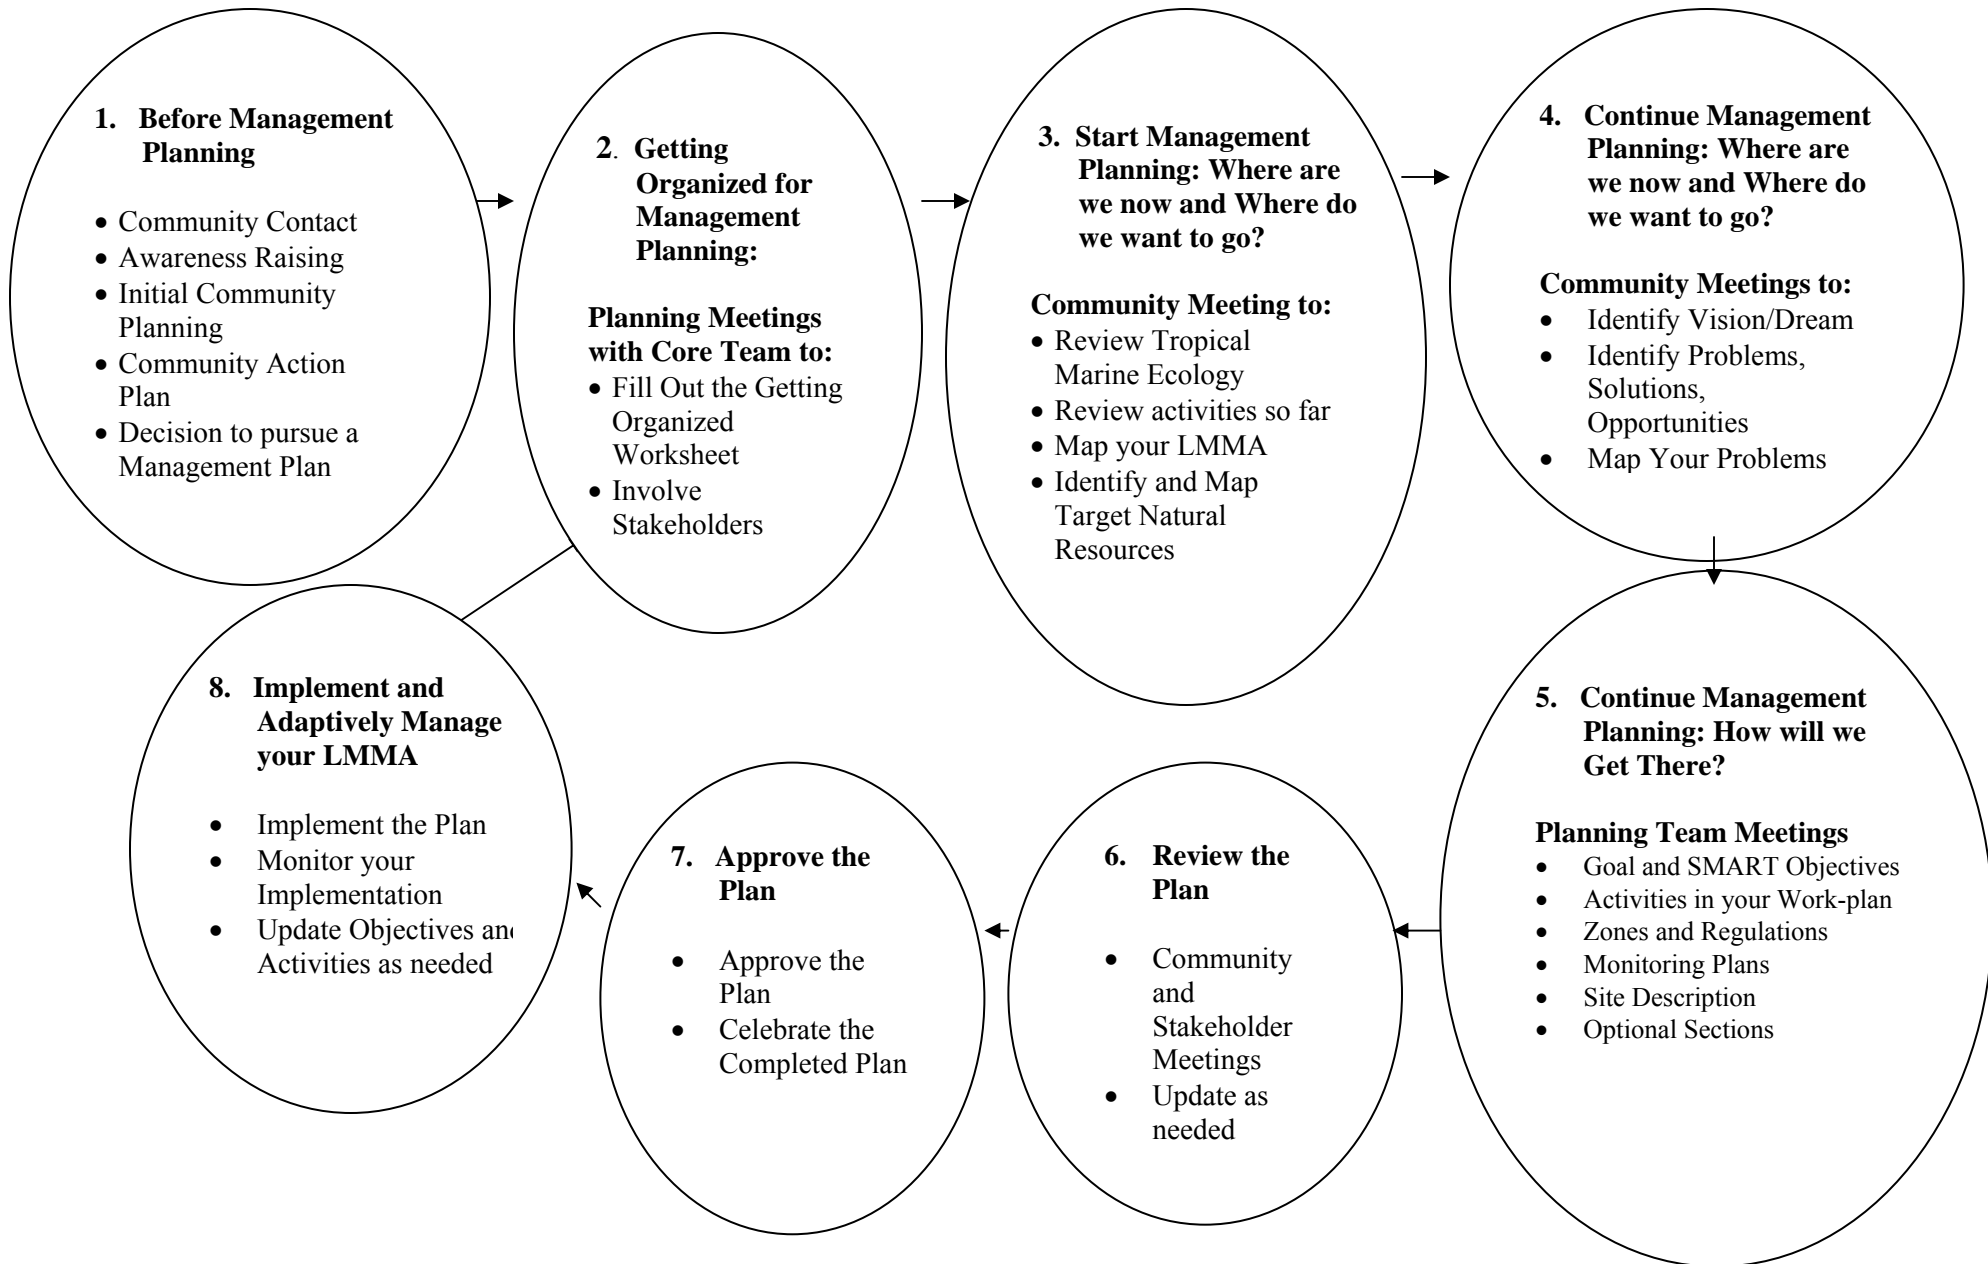 1. Before Management
Planning
• Community Contact
• Awareness Raising
• Initial Community
Planning
• Community Action
Plan
• Decision to pursue a
Management Plan
2. Getting
Organized for
Management
Planning:
Planning Meetings
with Core Team to:
• Fill Out the Getting
Organized
Worksheet
• Involve
Stakeholders
3. Start Management
Planning: Where are
we now and Where do
we want to go?
Community Meeting to:
• Review Tropical
Marine Ecology
• Review activities so far
• Map your LMMA
• Identify and Map
Target Natural
Resources
4. Continue Management
Planning: Where are
we now and Where do
we want to go?
Community Meetings to:
• Identify Vision/Dream
• Identify Problems,
Solutions,
Opportunities
• Map Your Problems
5. Continue Management
Planning: How will we
Get There?
Planning Team Meetings
• Goal and SMART Objectives
• Activities in your Work-plan
• Zones and Regulations
• Monitoring Plans
• Site Description
• Optional Sections
6. Review the
Plan
• Community
and
Stakeholder
Meetings
• Update as
needed
7. Approve the
Plan
• Approve the
Plan
• Celebrate the
Completed Plan
8. Implement and
Adaptively Manage
your LMMA
• Implement the Plan
• Monitor your
Implementation
• Update Objectives and
Activities as needed